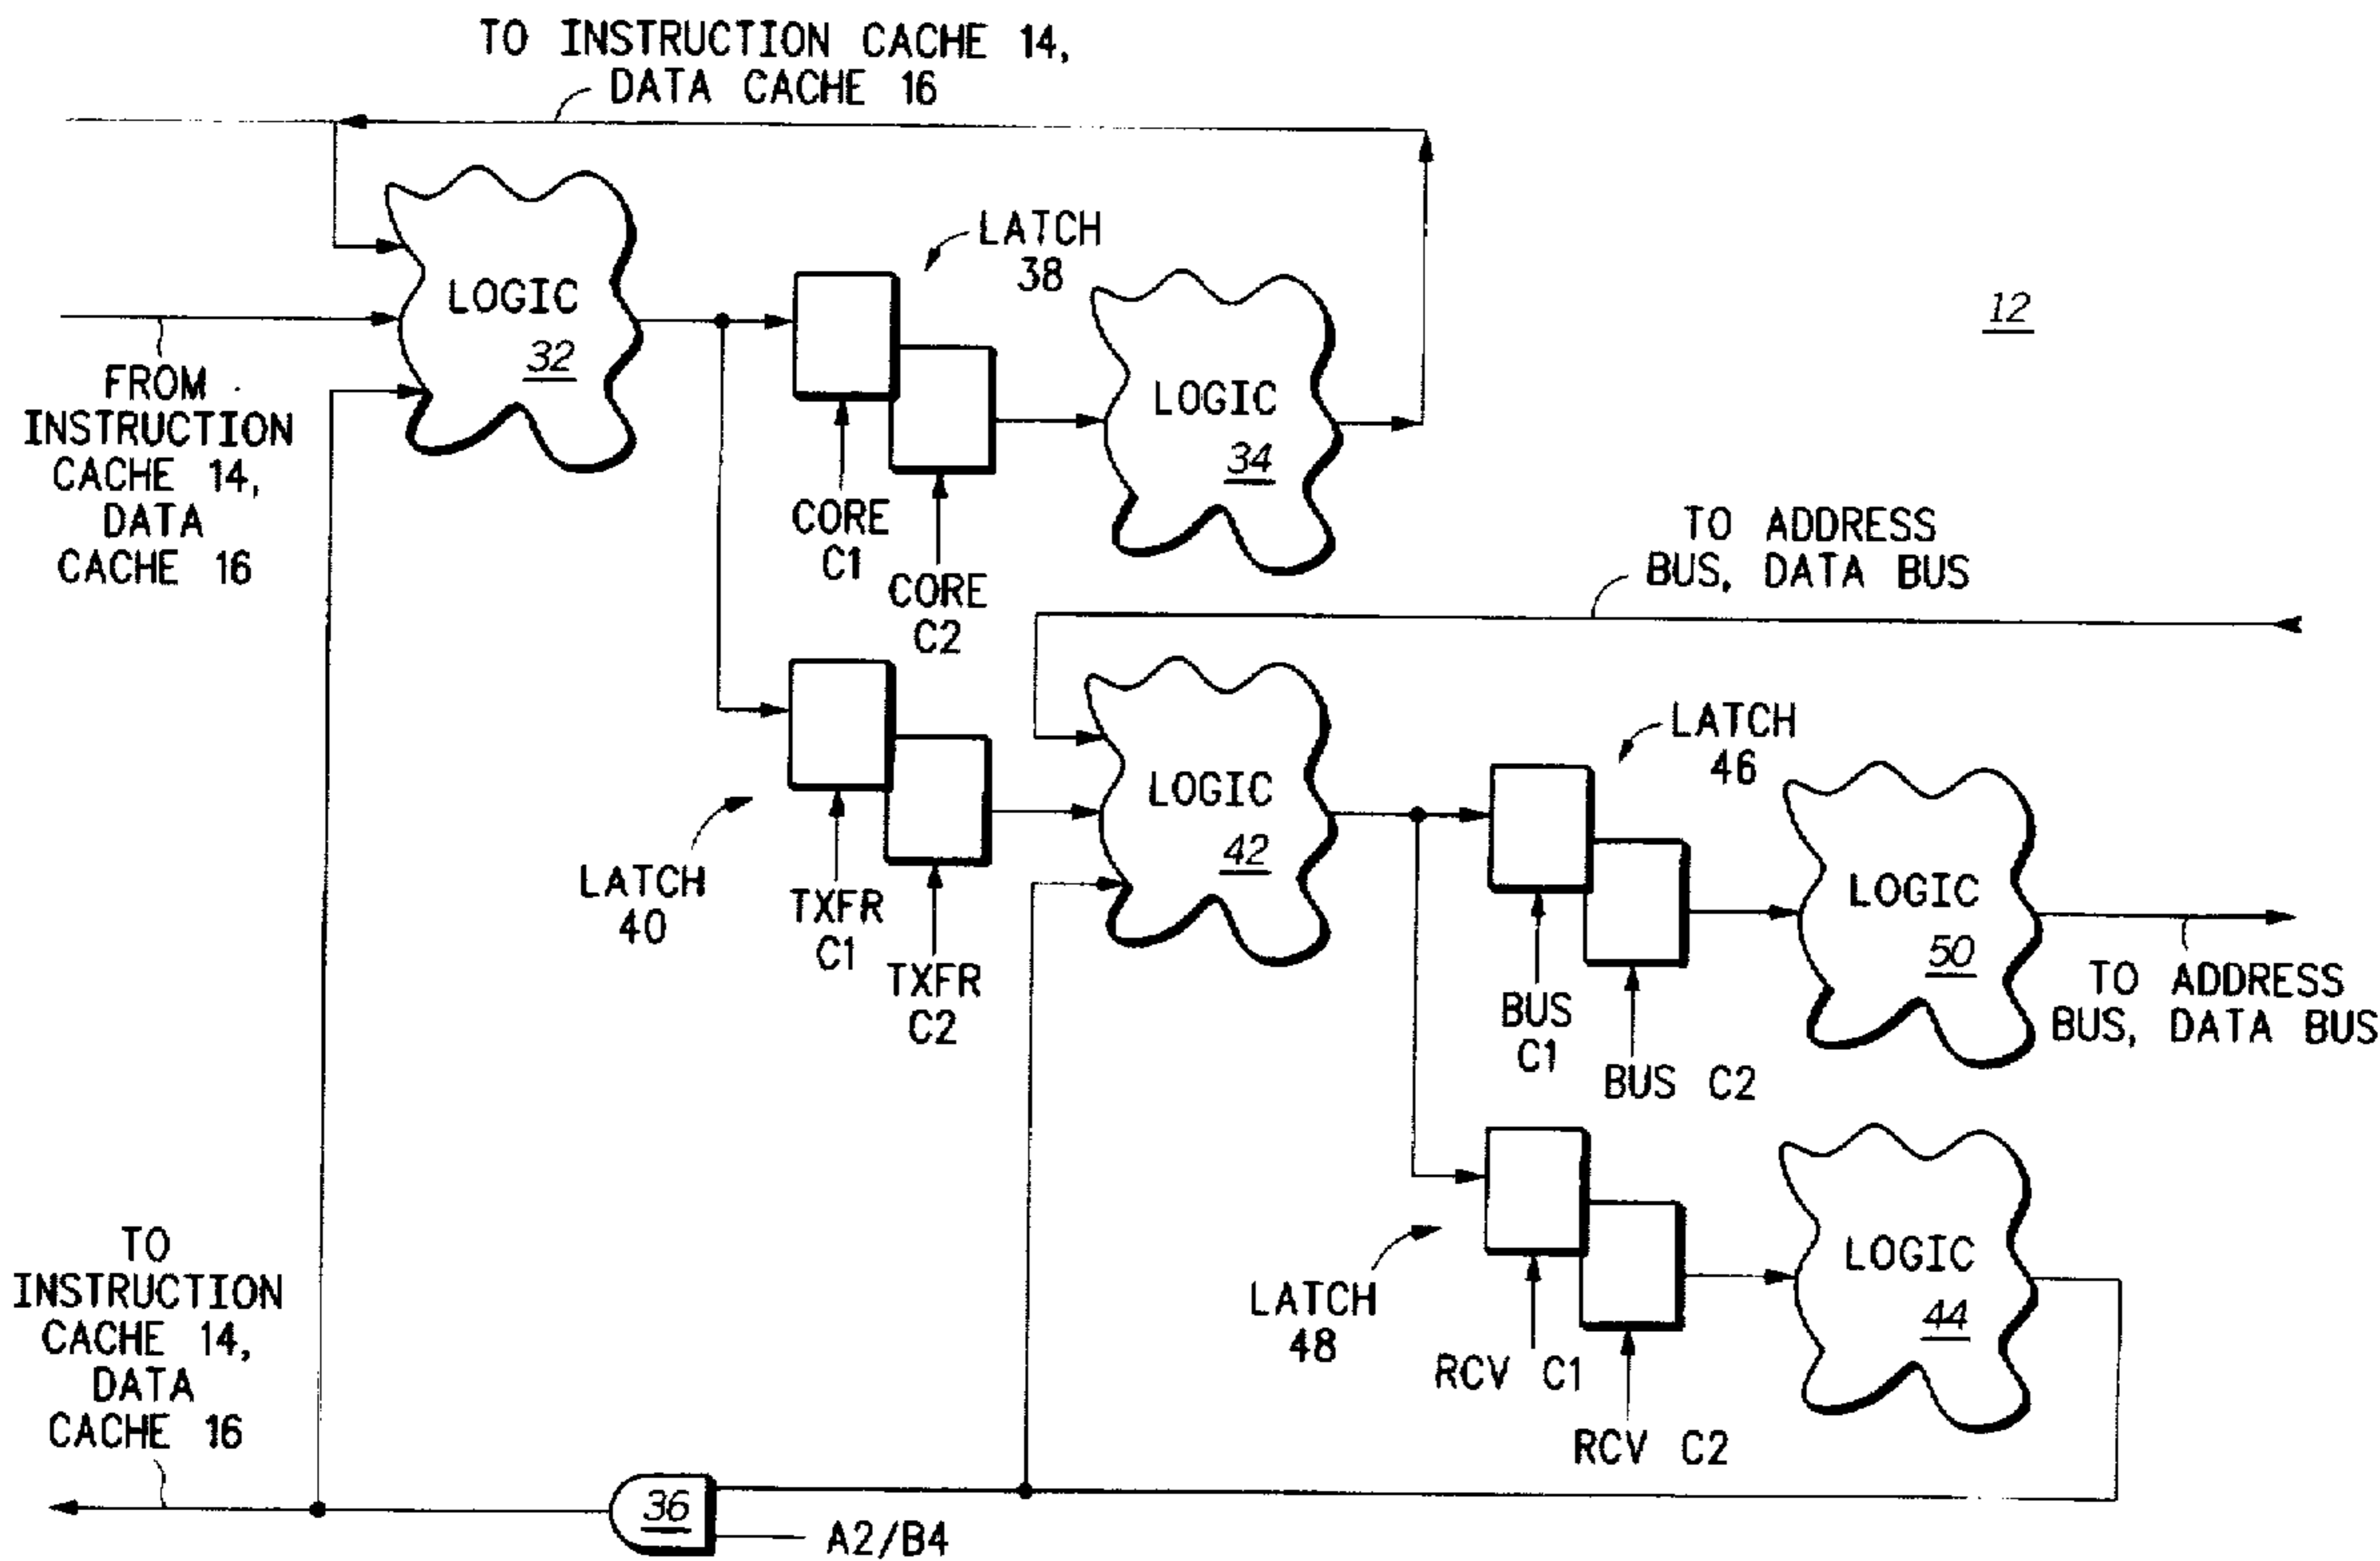 TO INSTRUCTION CACHE 14,
DATA CACHE 16
LOGIC
32
LATCH
38
12
FROM
INSTRUCTION
CACHE 14,
DATA
CACHE 16
LOGIC
34
CORE
C1
CORE
C2
TO ADDRESS
BUS, DATA BUS
LATCH
40
TXFR
C1
TXFR
C2
LOGIC
42
LATCH
46
BUS
C1
BUS C2
LOGIC
50
TO ADDRESS
BUS, DATA BUS
TO
INSTRUCTION
CACHE 14,
DATA
CACHE 16
LATCH
48
RCV C1
RCV C2
LOGIC
44
36
A2/B4